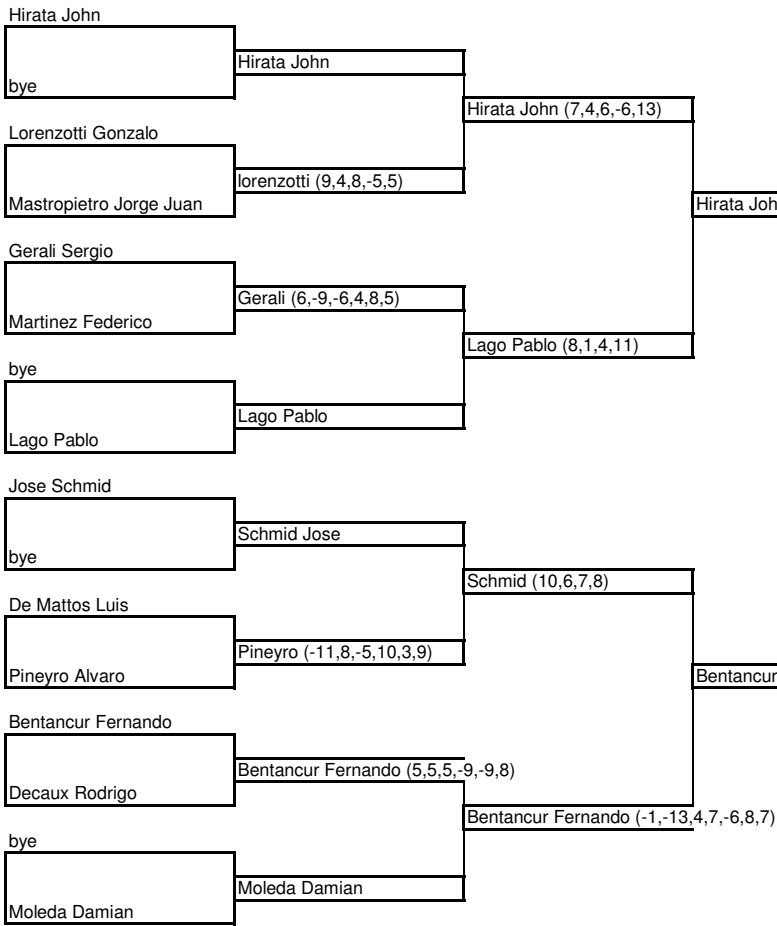 Hirata John
Hirata John
bye
Hirata John (7,4,6,-6,13)
Lorenzotti Gonzalo
lorenzotti (9,4,8,-5,5)
Mastropietro Jorge Juan
Hirata Joh
Gerali Sergio
Gerali (6,-9,-6,4,8,5)
Martinez Federico
Lago Pablo (8,1,4,11)
bye
Lago Pablo
Lago Pablo
Jose Schmid
Schmid Jose
bye
Schmid (10,6,7,8)
De Mattos Luis
Pineyro (-11,8,-5,10,3,9)
Pineyro Alvaro
Bentancur
Bentancur Fernando
Bentancur Fernando (5,5,5,-9,-9,8)
Decaux Rodrigo
Bentancur Fernando (-1,-13,4,7,-6,8,7)
bye
Moleda Damian
Moleda Damian